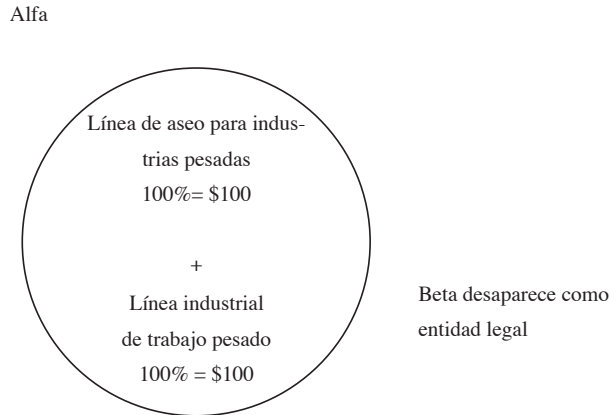 Alfa
Línea de aseo para indus-
trias pesadas
100%= $100
+
Línea industrial
de trabajo pesado
100% = $100
Beta desaparece como
entidad legal